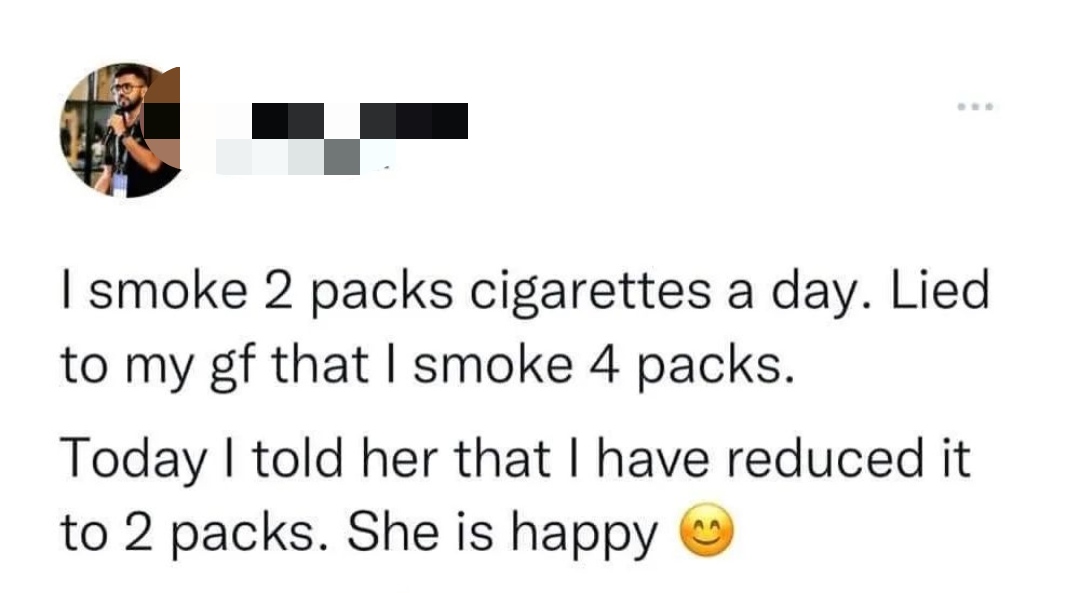 I smoke 2 packs cigarettes a day. Lied
to my gf that I smoke 4 packs.
Today I told her that I have reduced it
to 2 packs. She is happy 😊